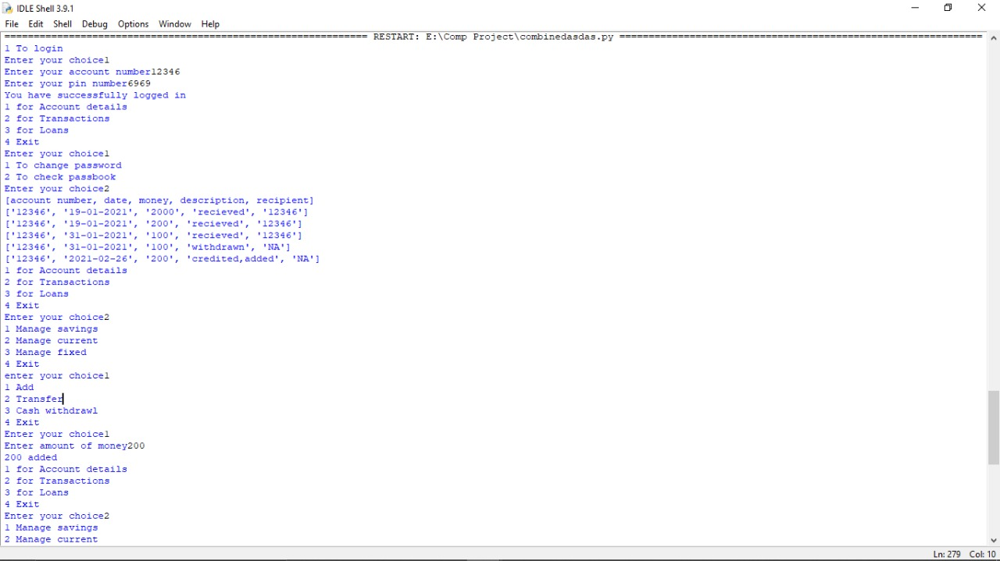 IDLE Shell 3.9.1
File Edit Shell Debug Options Window Help
============================================================== RESTART: E:\Comp Project\combinedasdas.py ==============================================================
1 To login
Enter your choice1
Enter your account number12346
Enter your pin number6969
You have successfully logged in
1 for Account details
2 for Transactions
3 for Loans
4 Exit
Enter your choice1
1 To change password
2 To check passbook
Enter your choice2
[account number, date, money, description, recipient]
['12346', '19-01-2021', '2000', 'recieved', '12346']
['12346', '19-01-2021', '200', 'recieved', '12346']
['12346', '31-01-2021', '100', 'recieved', '12346']
['12346', '31-01-2021', '100', 'withdrawn', 'NA']
['12346', '2021-02-26', '200', 'credited,added', 'NA']
1 for Account details
2 for Transactions
3 for Loans
4 Exit
Enter your choice2
1 Manage savings
2 Manage current
3 Manage fixed
4 Exit
enter your choice1
1 Add
2 Transfer
3 Cash withdrawl
4 Exit
Enter your choice1
Enter amount of money200
200 added
1 for Account details
2 for Transactions
3 for Loans
4 Exit
Enter your choice2
1 Manage savings
2 Manage current
Ln: 279 Col: 10